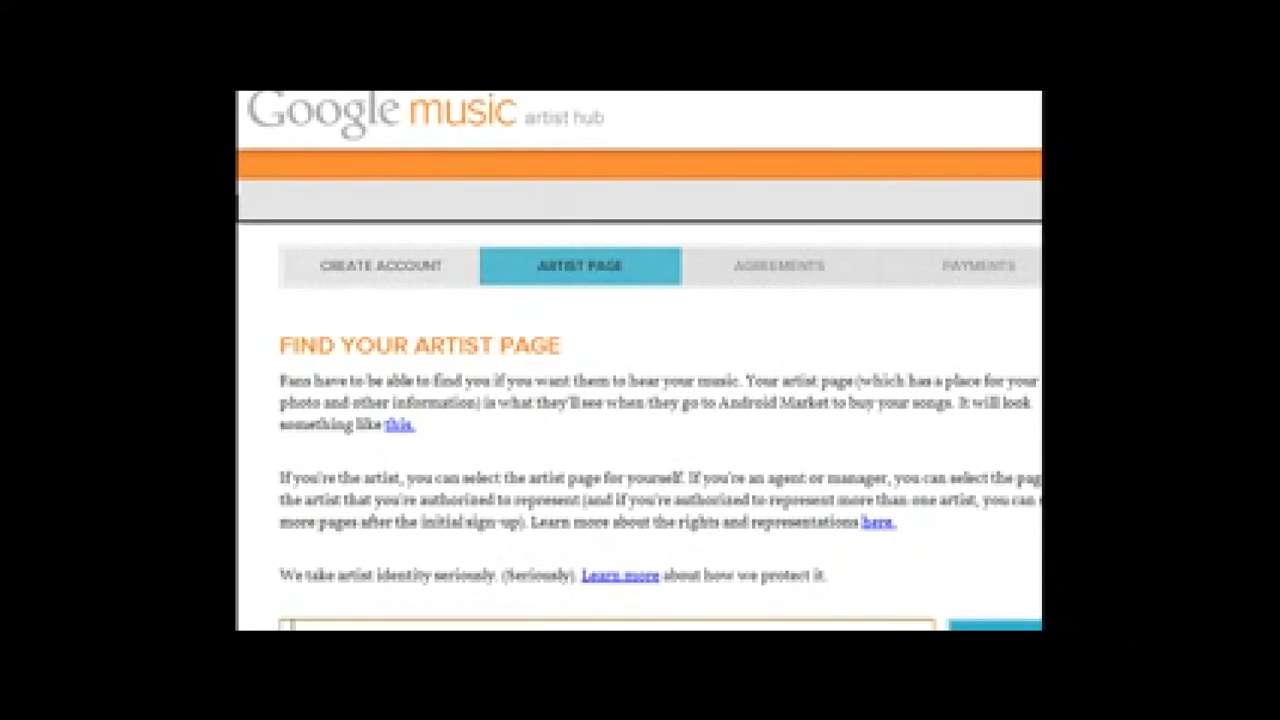 Google music artist hub
CREATE ACCOUNT ARTIST PAGE AGREEMENTS PAYMENTS
FIND YOUR ARTIST PAGE
Fans have to be able to find you if you want them to hear your music. Your artist page (which has a place for your
photo and other information) is what they'll see when they go to Android Market to buy your songs. It will look
something like this.
If you're the artist, you can select the artist page for yourself. If you're an agent or manager, you can select the
the artist that you're authorized to represent (and if you're authorized to represent more than one artist, you can
more pages after the initial sign-up). Learn more about the rights and representations here.
We take artist identity seriously. (Seriously). Learn more about how we protect it.